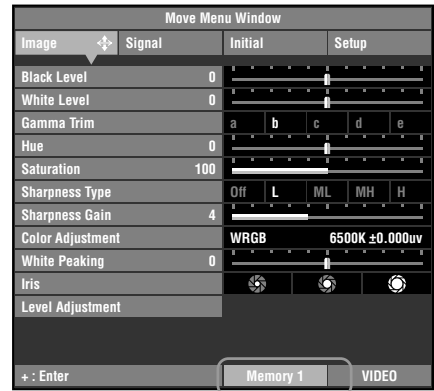 Move Menu Window
Image Signal Initial Setup
Black Level 0
White Level 0
Gamma Trim a b c d e
Hue 0
Saturation 100
Sharpness Type Off L ML MH H
Sharpness Gain 4
Color Adjustment WRGB 6500K ±0.000uv
White Peaking 0
Iris
Level Adjustment
+ : Enter Memory 1 VIDEO